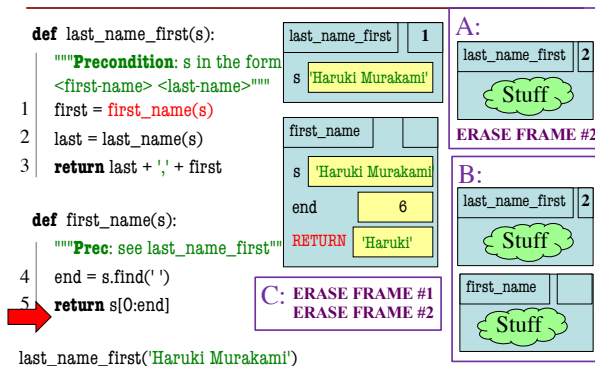 def last_name_first(s):
"""Precondition: s in the form
<first-name> <last-name>"""
1 first = first_name(s)
2 last = last_name(s)
3 return last + ',' + first
def first_name(s):
"""Prec: see last_name_first""
4 end = s.find(' ')
5 return s[0:end]
last_name_first('Haruki Murakami')
last_name_first 1
s 'Haruki Murakami'
first_name
s 'Haruki Murakami
end 6
RETURN 'Haruki'
C: ERASE FRAME #1
ERASE FRAME #2
A:
last_name_first 2
Stuff
ERASE FRAME #2
B:
last_name_first 2
Stuff
first_name
Stuff